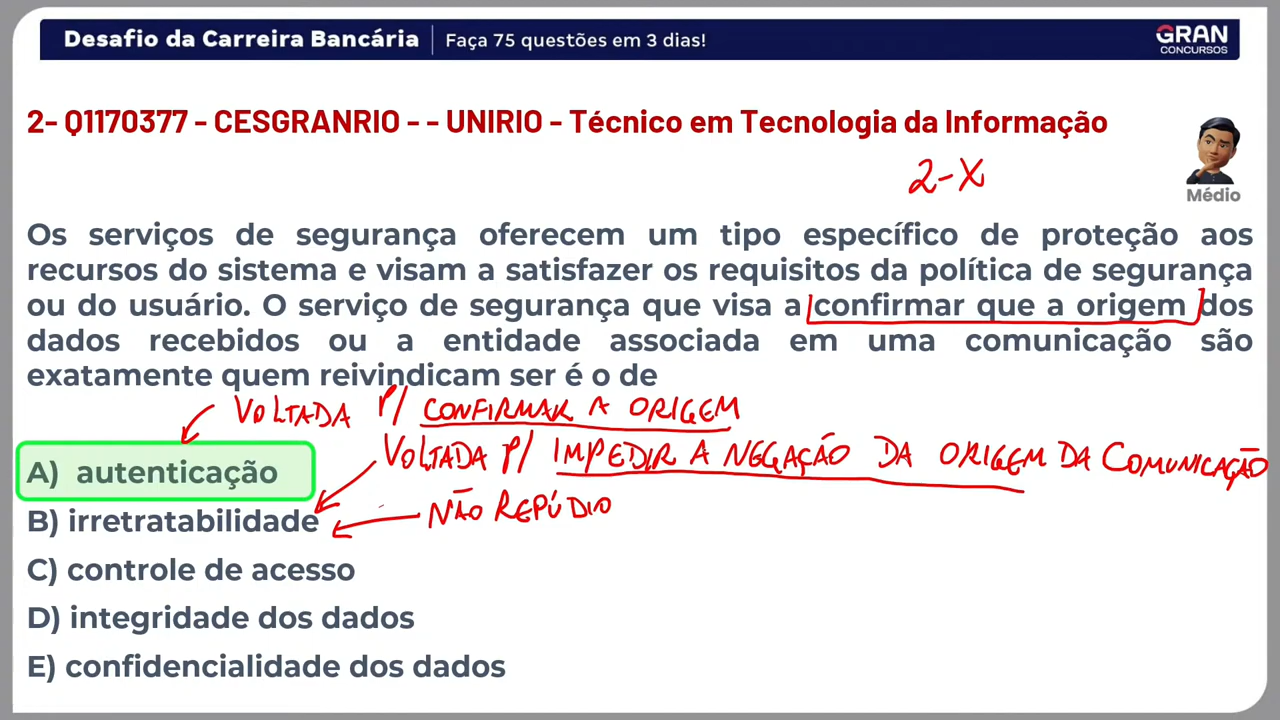 Desafio da Carreira Bancária | Faça 75 questões em 3 dias!
GRAN
CONCURSOS
2- Q1170377 - CESGRANRIO - - UNIRIO - Técnico em Tecnologia da Informação
2-X
Médio
Os serviços de segurança oferecem um tipo específico de proteção aos
recursos do sistema e visam a satisfazer os requisitos da política de segurança
ou do usuário. O serviço de segurança que visa a confirmar que a origem dos
dados recebidos ou a entidade associada em uma comunicação são
exatamente quem reivindicam ser é o de
VOLTADA P/ CONFIRMAR A ORIGEM
VOLTADA P/ IMPEDIR A NEGAÇÃO DA ORIGEM DA COMUNICAÇÃO
A) autenticação
NÃO REPÚDIO
B) irretratabilidade
C) controle de acesso
D) integridade dos dados
E) confidencialidade dos dados